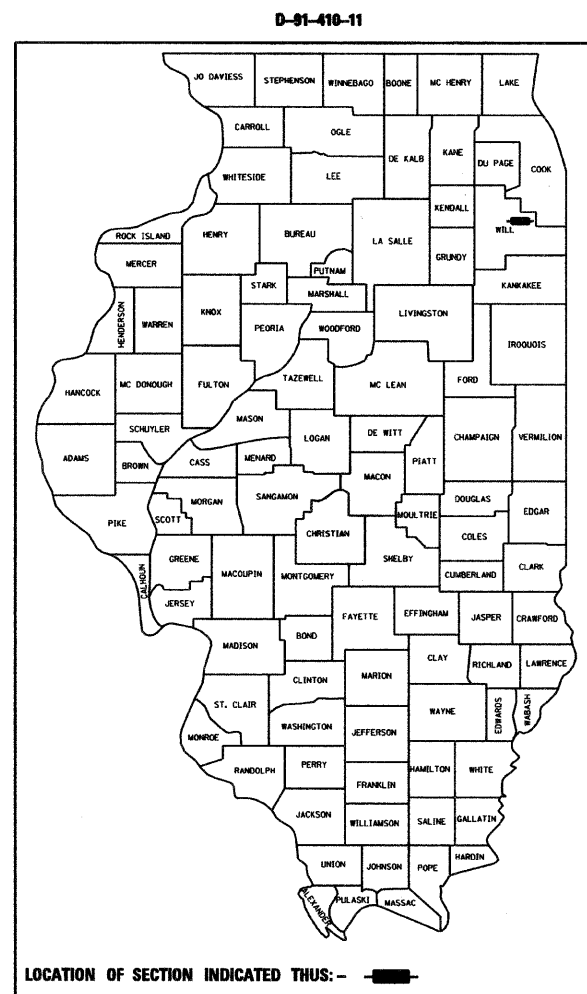 D-91-410-11
JO DAVIESS
STEPHENSON
WINNEBAGO
BOONE
MC HENRY
LAKE
CARROLL
OGLE
DE KALB
KANE
DU PAGE
COOK
WHITESIDE
LEE
KENDALL
WILL
ROCK ISLAND
HENRY
BUREAU
LA SALLE
GRUNDY
MERCER
PUTNAM
KANKAKEE
STARK
MARSHALL
HENDERSON
WARREN
KNOX
PEORIA
WOODFORD
LIVINGSTON
IROQUOIS
HANCOCK
MC DONOUGH
FULTON
TAZEWELL
MC LEAN
FORD
SCHUYLER
MASON
LOGAN
DE WITT
CHAMPAIGN
VERMILION
ADAMS
BROWN
CASS
MENARD
MACON
PIATT
PIKE
SCOTT
MORGAN
SANGAMON
CHRISTIAN
MOULTRIE
DOUGLAS
EDGAR
COLES
GREENE
MACOUPIN
MONTGOMERY
SHELBY
CUMBERLAND
CLARK
CALHOUN
JERSEY
FAYETTE
EFFINGHAM
JASPER
CRAWFORD
MADISON
BOND
CLAY
RICHLAND
LAWRENCE
CLINTON
MARION
ST. CLAIR
WAYNE
EDWARDS
WABASH
WASHINGTON
JEFFERSON
MONROE
RANDOLPH
PERRY
HAMILTON
WHITE
FRANKLIN
JACKSON
WILLIAMSON
SALINE
GALLATIN
UNION
JOHNSON
POPE
HARDIN
ALEXANDER
PULASKI
MASSAC
LOCATION OF SECTION INDICATED THUS: -